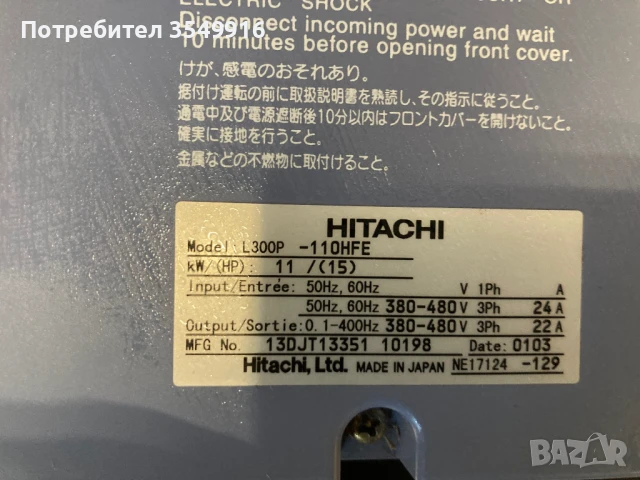 Потребител 3549916
ELECTRIC SHOCK
Disconnect incoming power and wait
10 minutes before opening front cover.
けが、感電のおそれあり。
据付け運転の前に取扱説明書を熟読し、その指示に従うこと。
通電中及び電源遮断後10分以内はフロントカバーを開けないこと。
確実に接地を行うこと。
金属などの不燃物に取付けること。
HITACHI
Model: L300P -110HFE
kW/(HP): 11 /(15)
Input/Entrée: 50Hz, 60Hz V 1Ph A
50Hz, 60Hz 380-480 V 3Ph 24 A
Output/Sortie: 0.1-400Hz 380-480 V 3Ph 22 A
MFG No. 13DJT13351 10198 Date: 0103
Hitachi, Ltd. MADE IN JAPAN NE17124 -129
BAZAR